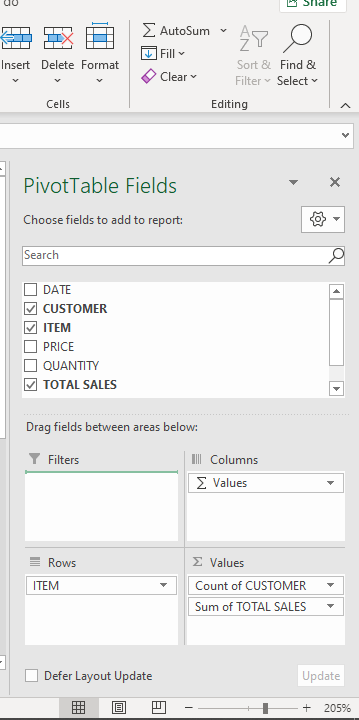 do
Share
AutoSum
Fill
Clear
Insert Delete Format
Sort & Filter
Find & Select
Cells
Editing
PivotTable Fields
Choose fields to add to report:
Search
DATE
CUSTOMER
ITEM
PRICE
QUANTITY
TOTAL SALES
Drag fields between areas below:
Filters
Columns
Σ Values
Rows
Σ Values
ITEM
Count of CUSTOMER
Sum of TOTAL SALES
Defer Layout Update
Update
205%